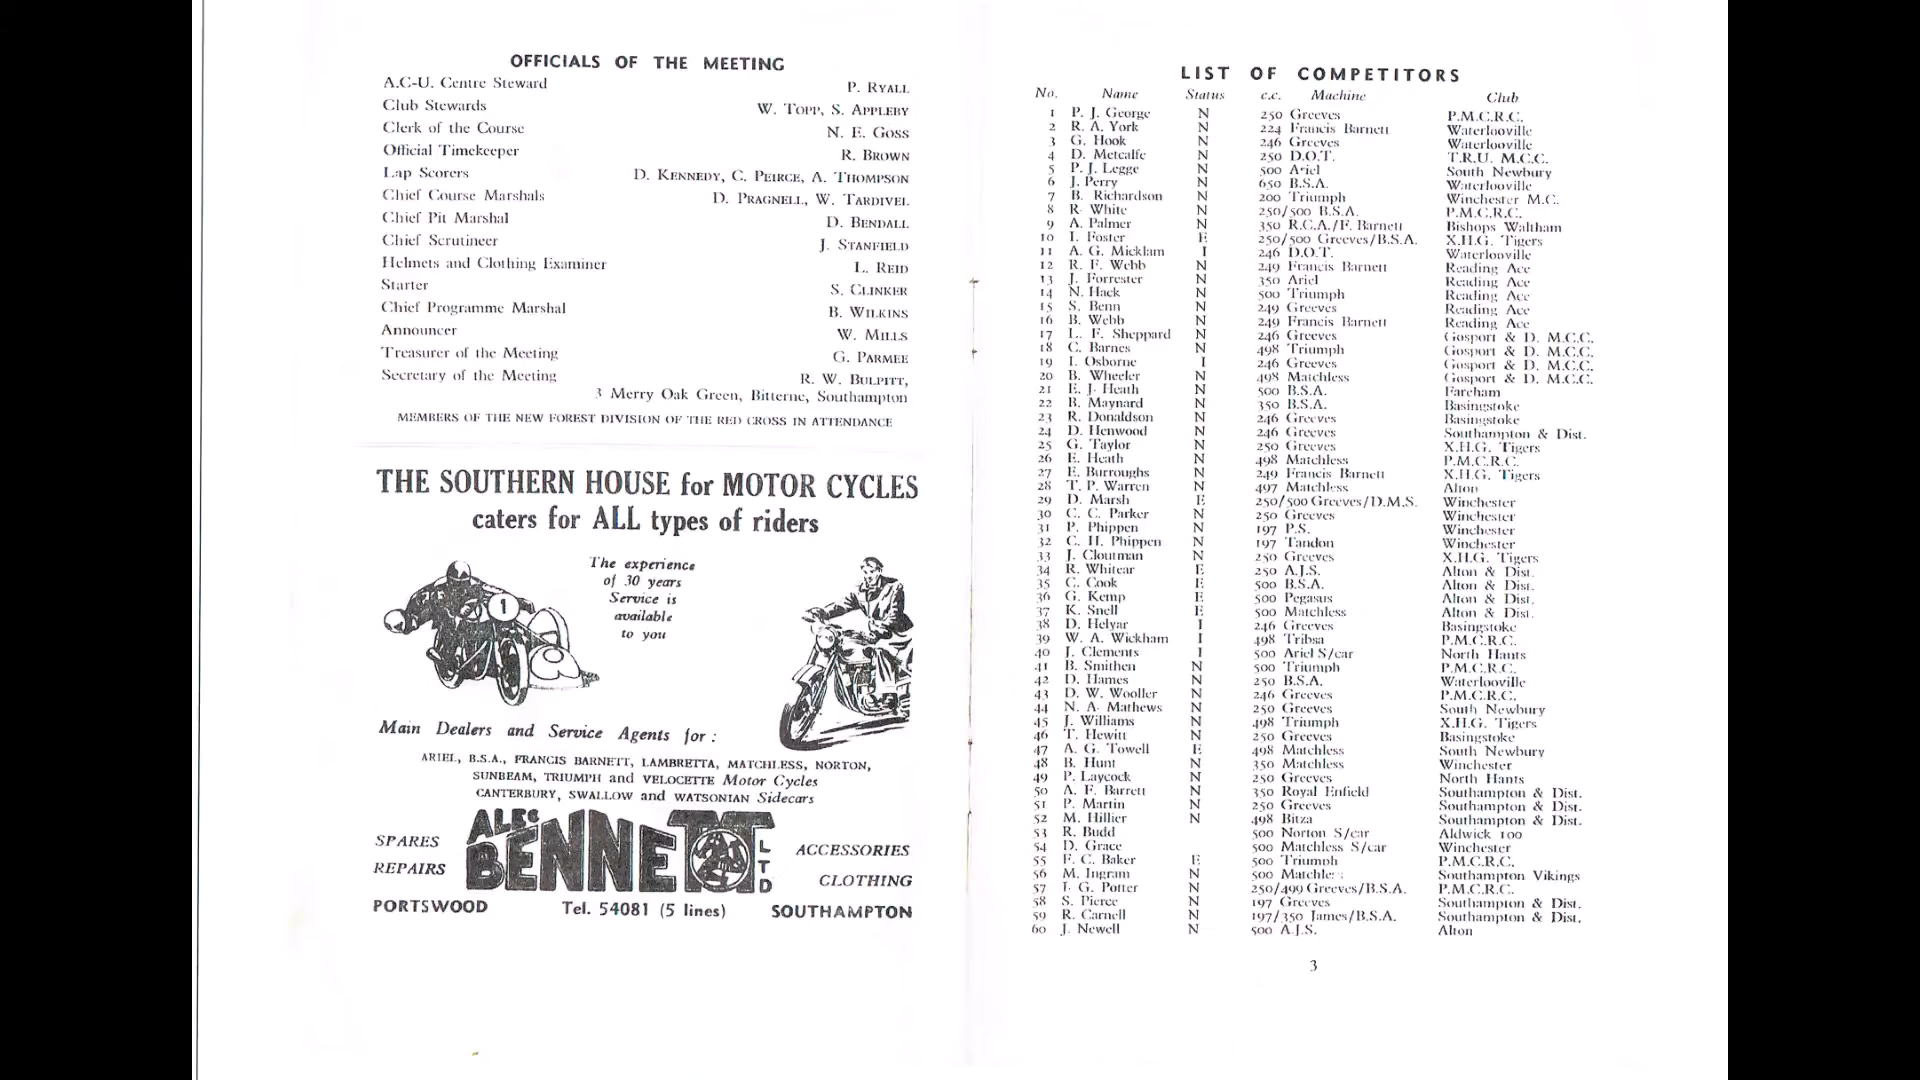 OFFICIALS OF THE MEETING
A.C-U. Centre Steward P. RYALL
Club Stewards W. TOPP, S. APPLEBY
Clerk of the Course N. E. GOSS
Official Timekeeper R. BROWN
Lap Scorers D. KENNEDY, C. PEIRCE, A. THOMPSON
Chief Course Marshals D. PRAGNELL, W. TARDIVEL
Chief Pit Marshal D. BENDALL
Chief Scrutineer J. STANFIELD
Helmets and Clothing Examiner L. REID
Starter S. CLINKER
Chief Programme Marshal B. WILKINS
Announcer W. MILLS
Treasurer of the Meeting G. PARMEE
Secretary of the Meeting R. W. BULPITT,
3 Merry Oak Green, Bitterne, Southampton
MEMBERS OF THE NEW FOREST DIVISION OF THE RED CROSS IN ATTENDANCE
THE SOUTHERN HOUSE for MOTOR CYCLES
caters for ALL types of riders
The experience
of 30 years
Service is
available
to you
1
Main Dealers and Service Agents for :
ARIEL, B.S.A., FRANCIS BARNETT, LAMBRETTA, MATCHLESS, NORTON,
SUNBEAM, TRIUMPH and VELOCETTE Motor Cycles
CANTERBURY, SWALLOW and WATSONIAN Sidecars
ALEC BENNETT LTD
SPARES ACCESSORIES
REPAIRS CLOTHING
PORTSWOOD Tel. 54081 (5 lines) SOUTHAMPTON
LIST OF COMPETITORS
No. Name Status c.c. Machine Club
1 P. J. George N 250 Greeves P.M.C.R.C.
2 R. A. York N 224 Francis Barnett Waterlooville
3 G. Hook N 246 Greeves Waterlooville
4 D. Metcalfe N 250 D.O.T. T.R.U. M.C.C.
5 P. J. Legge N 500 Ariel South Newbury
6 J. Perry N 650 B.S.A. Waterlooville
7 B. Richardson N 200 Triumph Winchester M.C.
8 R. White N 250/500 B.S.A. P.M.C.R.C.
9 A. Palmer N 350 R.C.A./F. Barnett Bishops Waltham
10 I. Foster E 250/500 Greeves/B.S.A. X.H.G. Tigers
11 A. G. Micklam I 246 D.O.T. Waterlooville
12 R. F. Webb N 249 Francis Barnett Reading Ace
13 J. Forrester N 350 Ariel Reading Ace
14 N. Hack N 500 Triumph Reading Ace
15 S. Benn N 249 Greeves Reading Ace
16 B. Webb N 249 Francis Barnett Reading Ace
17 L. F. Sheppard N 246 Greeves Gosport & D. M.C.C.
18 C. Barnes N 498 Triumph Gosport & D. M.C.C.
19 I. Osborne I 246 Greeves Gosport & D. M.C.C.
20 B. Wheeler N 498 Matchless Gosport & D. M.C.C.
21 E. J. Heath N 500 B.S.A. Fareham
22 B. Maynard N 350 B.S.A. Basingstoke
23 R. Donaldson N 246 Greeves Basingstoke
24 D. Henwood N 246 Greeves Southampton & Dist.
25 G. Taylor N 250 Greeves X.H.G. Tigers
26 E. Heath N 498 Matchless P.M.C.R.C.
27 E. Burroughs N 249 Francis Barnett X.H.G. Tigers
28 T. P. Warren N 497 Matchless Alton
29 D. Marsh E 250/500 Greeves/D.M.S. Winchester
30 C. C. Parker N 250 Greeves Winchester
31 P. Phippen N 197 P.S. Winchester
32 C. H. Phippen N 197 Tandon Winchester
33 J. Cloutman N 250 Greeves X.H.G. Tigers
34 R. Whitear E 250 A.J.S. Alton & Dist.
35 C. Cook E 500 B.S.A. Alton & Dist.
36 G. Kemp E 500 Pegasus Alton & Dist.
37 K. Snell E 500 Matchless Alton & Dist.
38 D. Helyar I 246 Greeves Basingstoke
39 W. A. Wickham I 498 Tribsa P.M.C.R.C.
40 J. Clements I 500 Ariel S/car North Hants
41 B. Smithen N 500 Triumph P.M.C.R.C.
42 D. Hames N 250 B.S.A. Waterlooville
43 D. W. Wooller N 246 Greeves P.M.C.R.C.
44 N. A. Mathews N 250 Greeves South Newbury
45 J. Williams N 498 Triumph X.H.G. Tigers
46 T. Hewitt N 250 Greeves Basingstoke
47 A. G. Towell E 498 Matchless South Newbury
48 B. Hunt N 350 Matchless Winchester
49 P. Laycock N 250 Greeves North Hants
50 A. F. Barrett N 350 Royal Enfield Southampton & Dist.
51 P. Martin N 250 Greeves Southampton & Dist.
52 M. Hillier N 498 Bitza Southampton & Dist.
53 R. Budd 500 Norton S/car Aldwick 100
54 D. Grace 500 Matchless S/car Winchester
55 F. C. Baker E 500 Triumph P.M.C.R.C.
56 M. Ingram N 500 Matchless Southampton Vikings
57 I. G. Potter N 250/499 Greeves/B.S.A. P.M.C.R.C.
58 S. Pierce N 197 Greeves Southampton & Dist.
59 R. Carnell N 197/350 James/B.S.A. Southampton & Dist.
60 J. Newell N 500 A.J.S. Alton
3